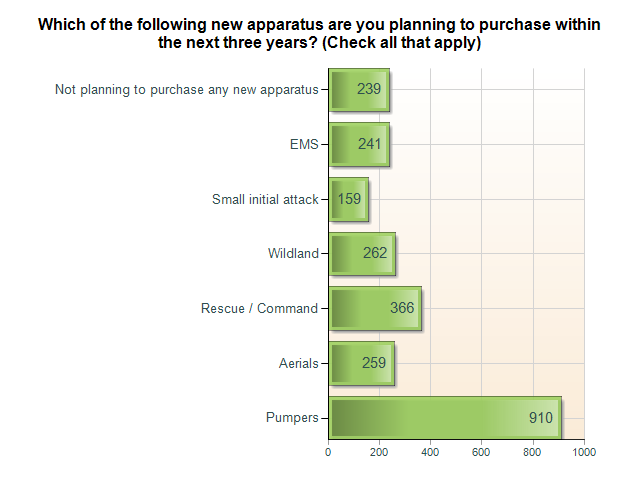 Which of the following new apparatus are you planning to purchase within
the next three years? (Check all that apply)
Not planning to purchase any new apparatus
239
EMS
241
Small initial attack
159
Wildland
262
Rescue / Command
366
Aerials
259
Pumpers
910
0 200 400 600 800 1000